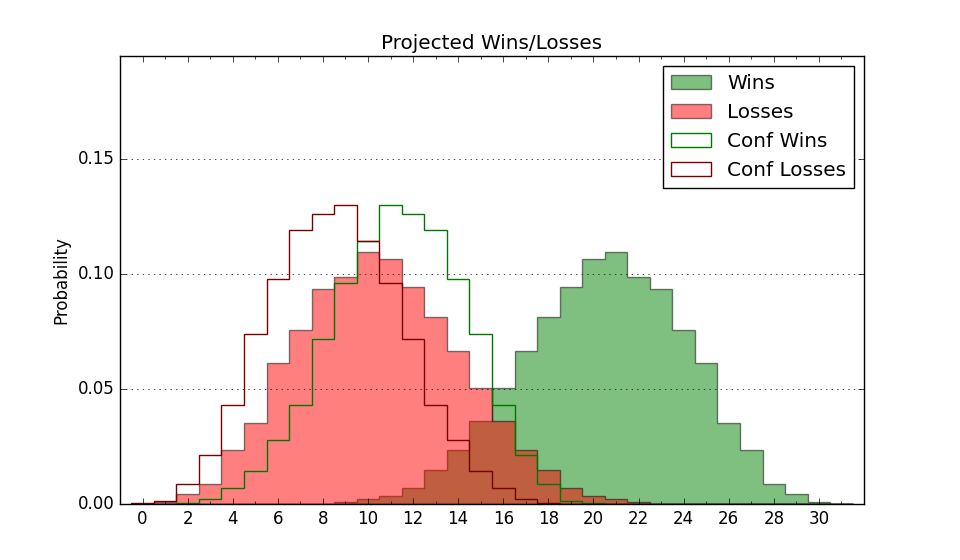 Projected Wins/Losses
Wins
Losses
Conf Wins
Conf Losses
0.15
0.10
0.05
0.00
Probability
0 2 4 6 8 10 12 14 16 18 20 22 24 26 28 30